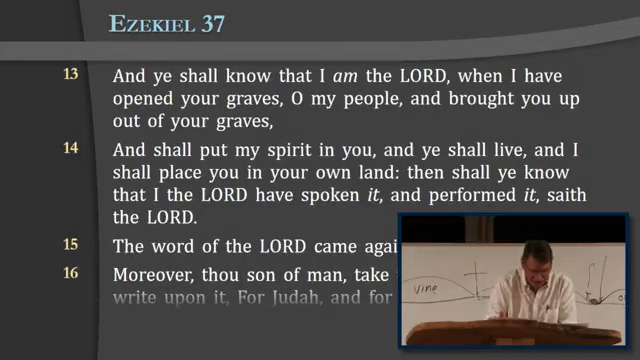 EZEKIEL 37
13 And ye shall know that I am the LORD, when I have
opened your graves, O my people, and brought you up
out of your graves,
14 And shall put my spirit in you, and ye shall live, and I
shall place you in your own land: then shall ye know
that I the LORD have spoken it, and performed it, saith
the LORD.
15 The word of the LORD came agai
16 Moreover, thou son of man, take
write upon it, For Judah, and for
vine